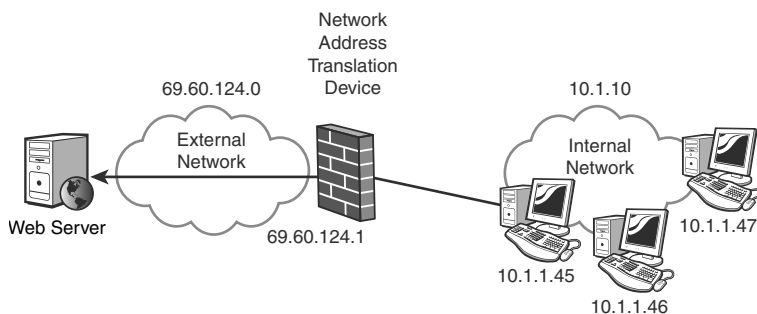 Network
Address
Translation
Device
69.60.124.0
10.1.10
External
Network
Internal
Network
Web Server
69.60.124.1
10.1.1.47
10.1.1.45
10.1.1.46